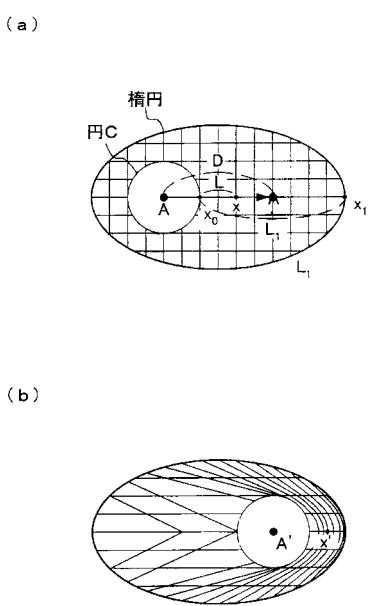 (a)
楕円
円C
D
L
A
x₀
x
A'
L₁
x₁
L₁
(b)
A'
x'